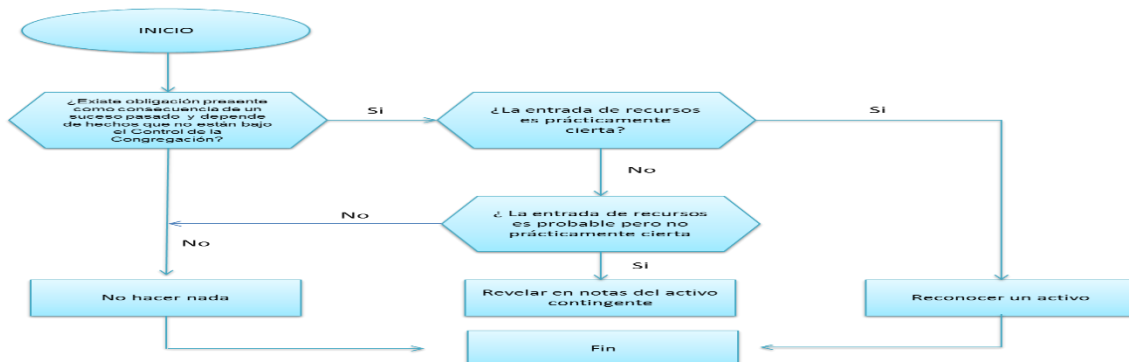 INICIO
¿Existe obligación presente
como consecuencia de un
suceso pasado y depende
de hechos que no están bajo
el Control de la
Congregación?
Si
¿La entrada de recursos
es prácticamente
cierta?
Si
No
¿ La entrada de recursos
es probable pero no
prácticamente cierta
No
No
Si
No hacer nada
Revelar en notas del activo
contingente
Reconocer un activo
Fin